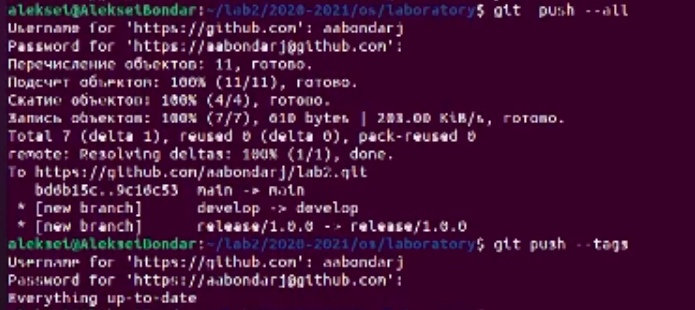 aleksei@AlekseiBondar:~/lab2/2020-2021/os/laboratory$ git push --all
Username for 'https://github.com': aabondarj
Password for 'https://aabondarj@github.com':
Перечисление объектов: 11, готово.
Подсчет объектов: 100% (11/11), готово.
Сжатие объектов: 100% (4/4), готово.
Запись объектов: 100% (7/7), 610 bytes | 203.00 KiB/s, готово.
Total 7 (delta 1), reused 0 (delta 0), pack-reused 0
remote: Resolving deltas: 100% (1/1), done.
To https://github.com/aabondarj/lab2.git
bd6b15c..9c16c53 main -> main
* [new branch] develop -> develop
* [new branch] release/1.0.0 -> release/1.0.0
aleksei@AlekseiBondar:~/lab2/2020-2021/os/laboratory$ git push --tags
Username for 'https://github.com': aabondarj
Password for 'https://aabondarj@github.com':
Everything up-to-date